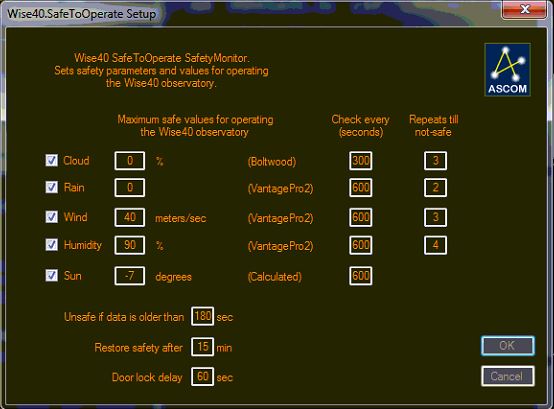 Wise40.SafeToOperate Setup
Wise40 SafeToOperate SafetyMonitor.
Sets safety parameters and values for operating
the Wise40 observatory.
ASCOM
Maximum safe values for operating
the Wise40 observatory
Check every
(seconds)
Repeats till
not-safe
Cloud 0 % (Boltwood) 300 3
Rain 0 (VantagePro2) 600 2
Wind 40 meters/sec (VantagePro2) 600 3
Humidity 90 % (VantagePro2) 600 4
Sun -7 degrees (Calculated) 600
Unsafe if data is older than 180 sec
Restore safety after 15 min
Door lock delay 60 sec
OK
Cancel